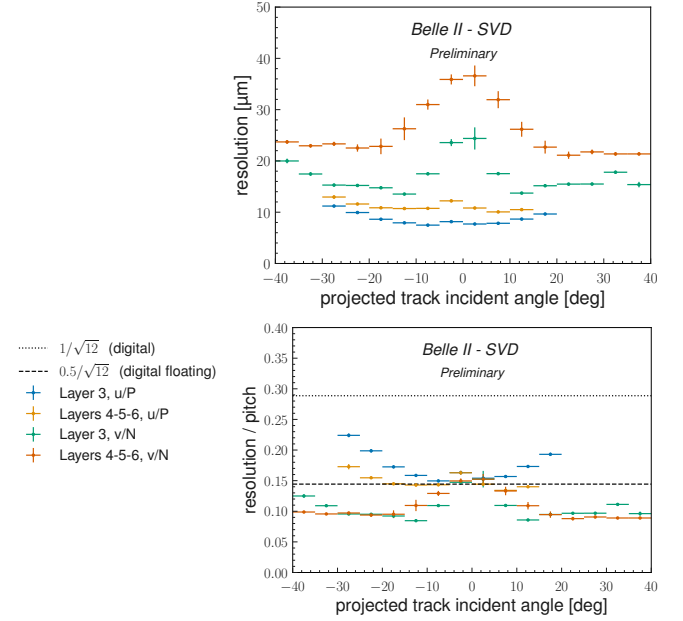 Belle II - SVD
Preliminary
resolution [μm]
50
40
30
20
10
0
−40 −30 −20 −10 0 10 20 30 40
projected track incident angle [deg]
1/√12 (digital)
0.5/√12 (digital floating)
Layer 3, u/P
Layers 4-5-6, u/P
Layer 3, v/N
Layers 4-5-6, v/N
Belle II - SVD
Preliminary
resolution / pitch
0.40
0.35
0.30
0.25
0.20
0.15
0.10
0.05
0.00
−40 −30 −20 −10 0 10 20 30 40
projected track incident angle [deg]